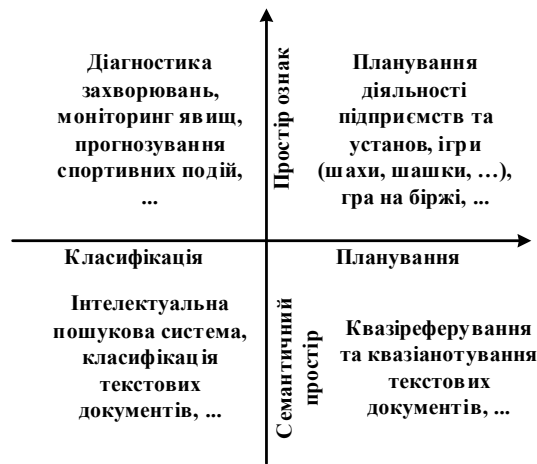 Діагностика
захворювань,
моніторинг явищ,
прогнозування
спортивних подій,
...
Простір ознак
Планування
діяльності
підприємств та
установ, ігри
(шахи, шашки, ...),
гра на біржі, ...
Класифікація
Планування
Інтелектуальна
пошукова система,
класифікація
текстових
документів, ...
Семантичний
простір
Квазіреферування
та квазіанотування
текстових
документів, ...